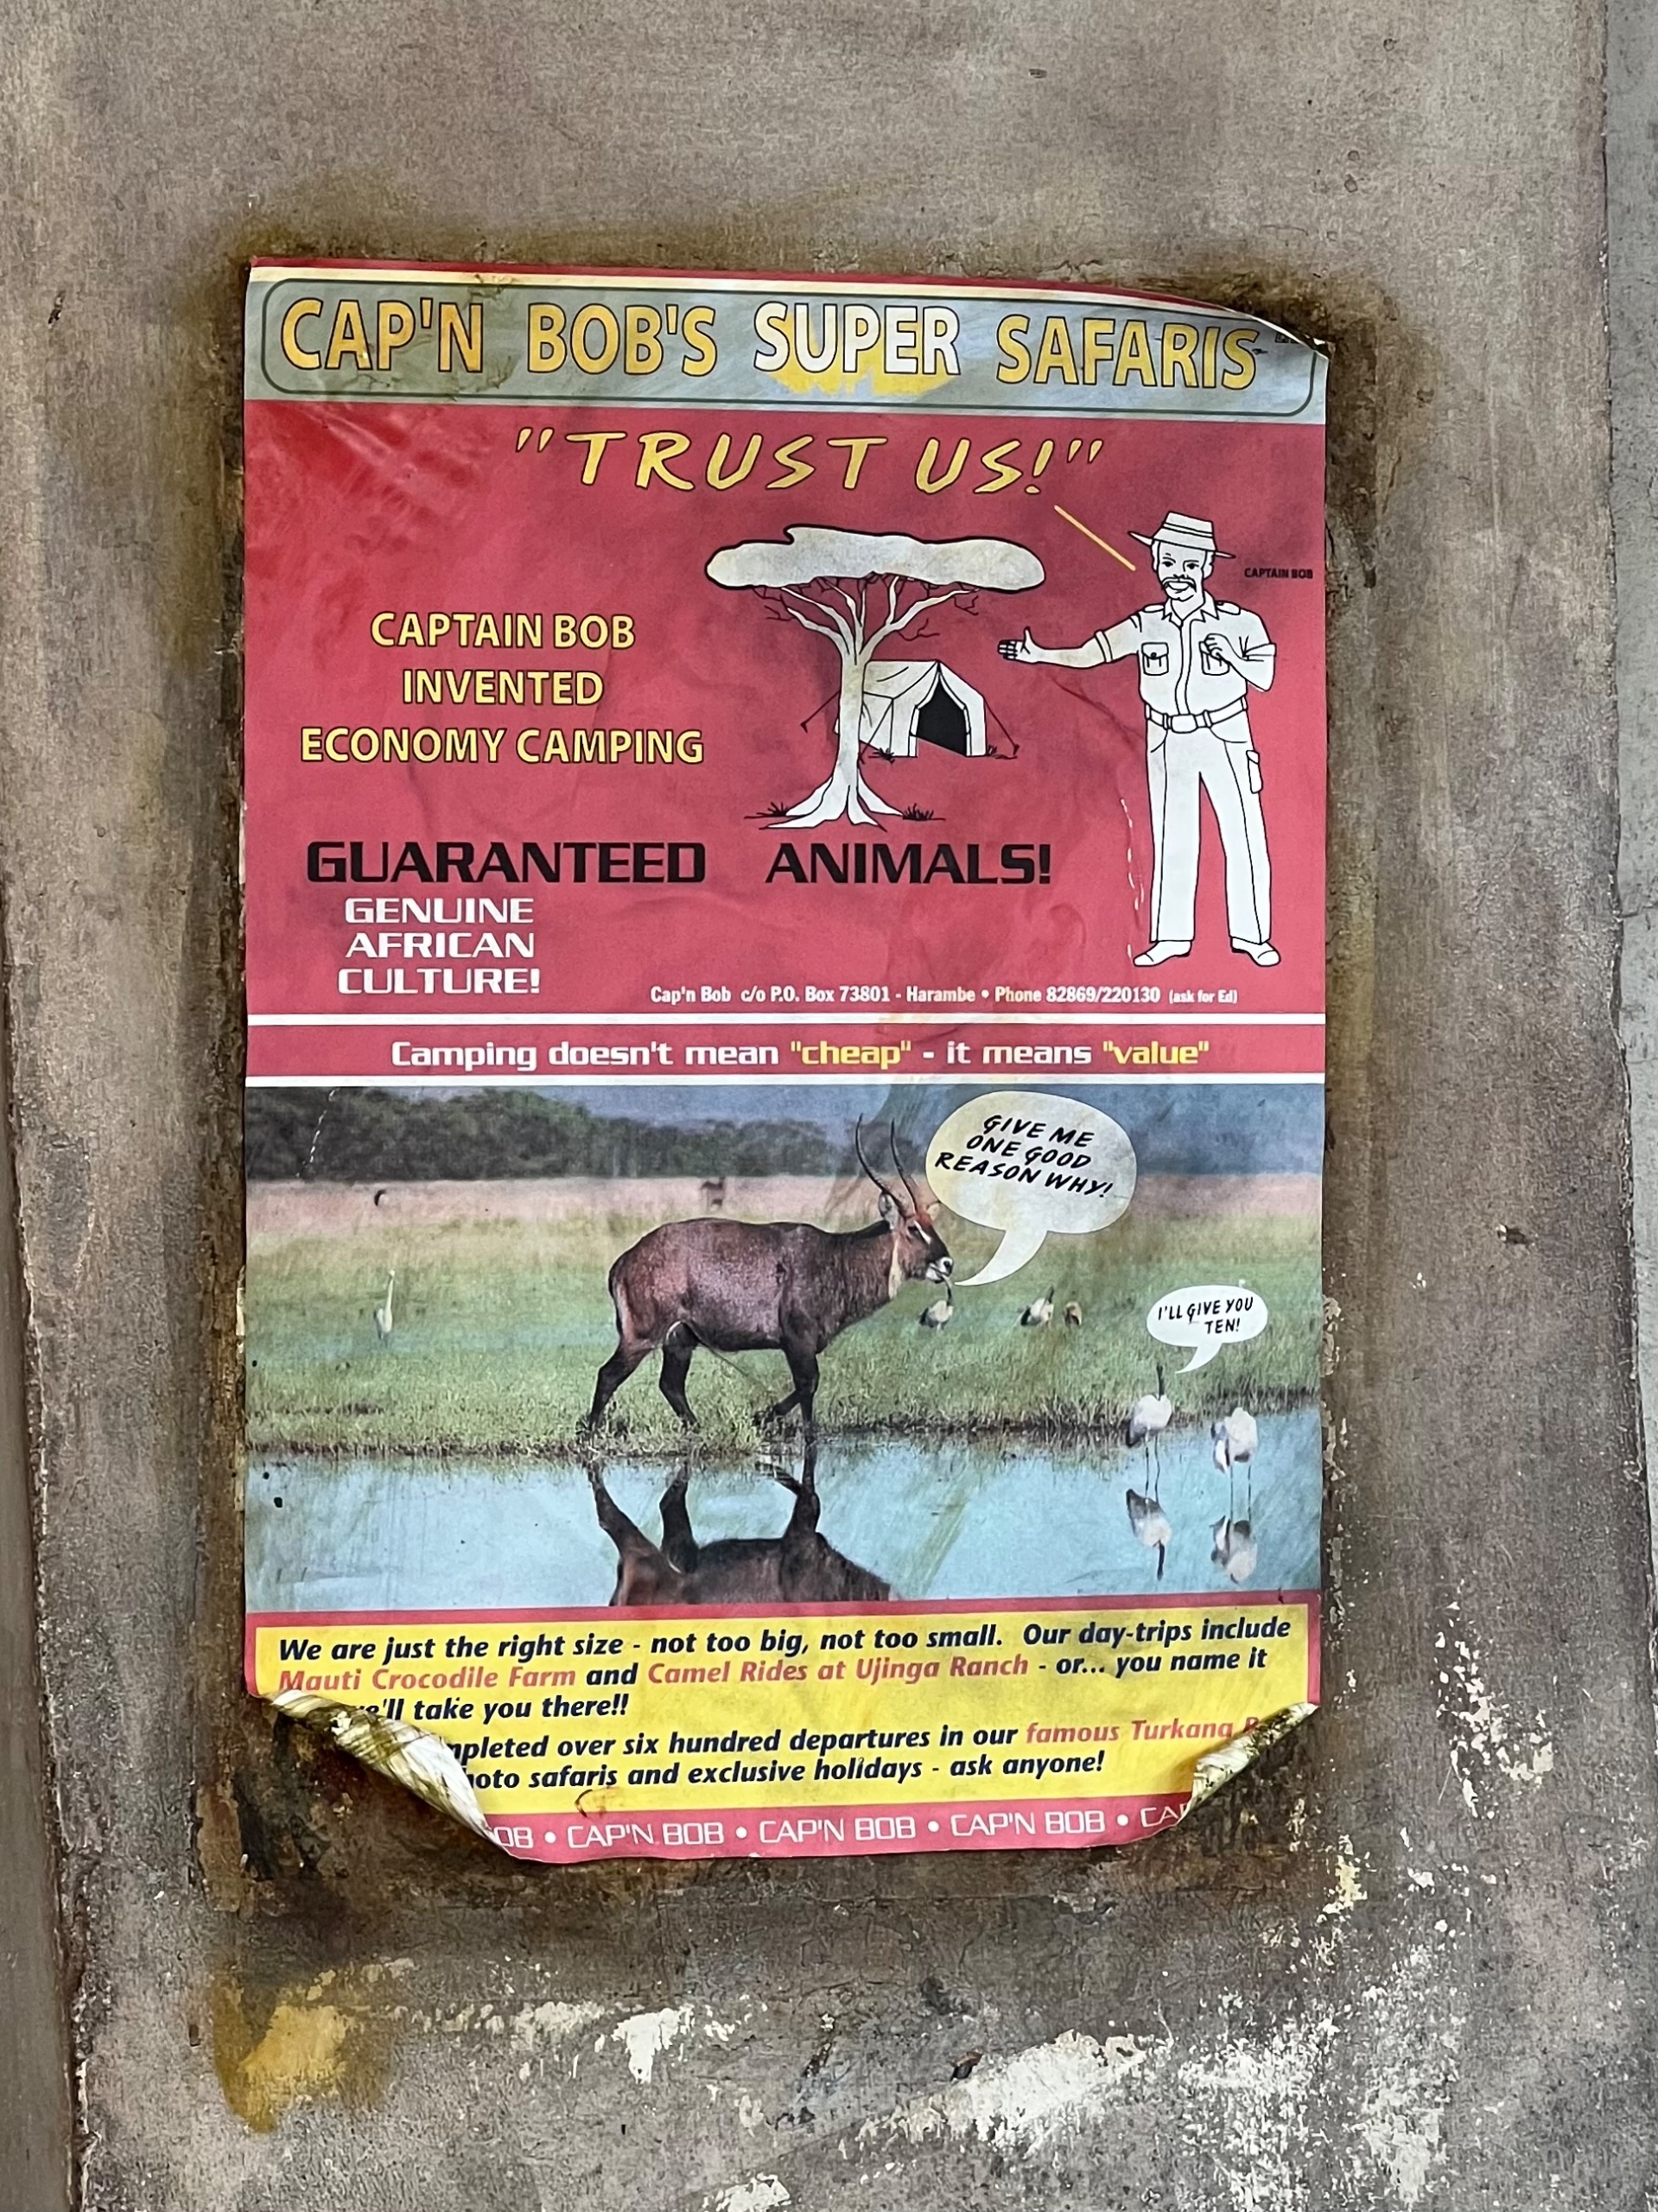 CAP'N BOB'S SUPER SAFARIS
"TRUST US!"
CAPTAIN BOB
CAPTAIN BOB
INVENTED
ECONOMY CAMPING
GUARANTEED ANIMALS!
GENUINE
AFRICAN
CULTURE!
Cap'n Bob c/o P.O. Box 73801 - Harambe • Phone 82869/220130 (ask for Ed)
Camping doesn't mean "cheap" - it means "value"
GIVE ME
ONE GOOD
REASON WHY!
I'LL GIVE YOU
TEN!
We are just the right size - not too big, not too small. Our day-trips include
Mauti Crocodile Farm and Camel Rides at Ujinga Ranch - or... you name it
e'll take you there!!
mpleted over six hundred departures in our famous Turkana
oto safaris and exclusive holidays - ask anyone!
OB • CAP'N BOB • CAP'N BOB • CAP'N BOB • CAP